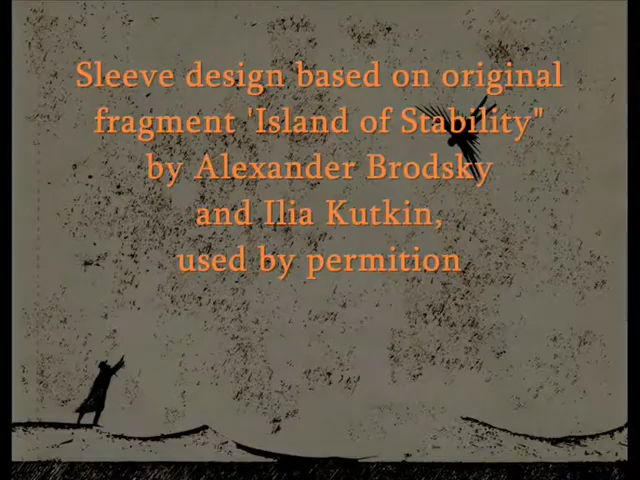 Sleeve design based on original
fragment 'Island of Stability"
by Alexander Brodsky
and Ilia Kutkin,
used by permition